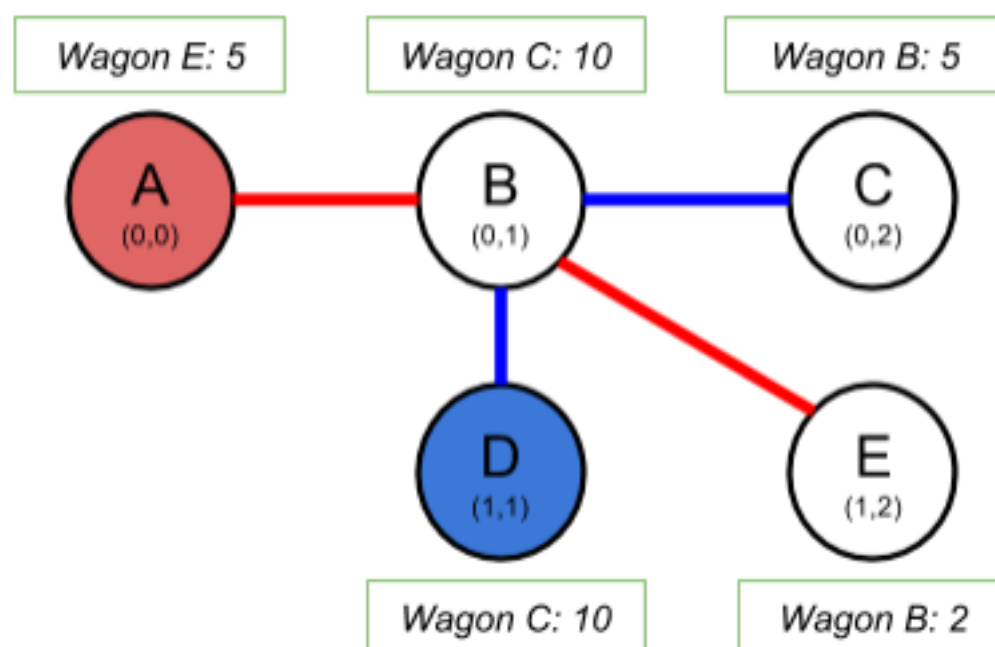 Wagon E: 5
Wagon C: 10
Wagon B: 5
A
(0,0)
B
(0,1)
C
(0,2)
D
(1,1)
E
(1,2)
Wagon C: 10
Wagon B: 2